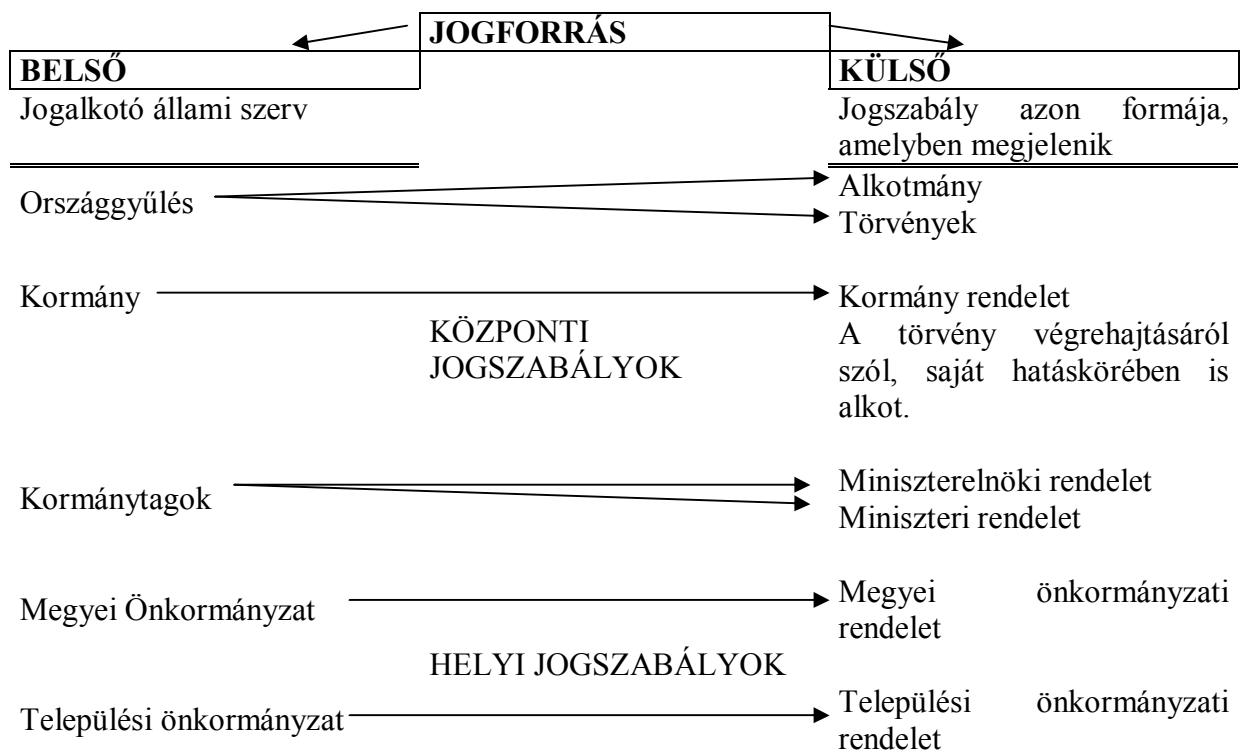 JOGFORRÁS
BELSŐ
KÜLSŐ
Jogalkotó állami szerv
Jogszabály azon formája,
amelyben megjelenik
Országgyűlés
Alkotmány
Törvények
Kormány
Kormány rendelet
KÖZPONTI
JOGSZABÁLYOK
A törvény végrehajtásáról
szól, saját hatáskörében is
alkot.
Kormánytagok
Miniszterelnöki rendelet
Miniszteri rendelet
Megyei Önkormányzat
Megyei önkormányzati
rendelet
HELYI JOGSZABÁLYOK
Települési önkormányzat
Települési önkormányzati
rendelet